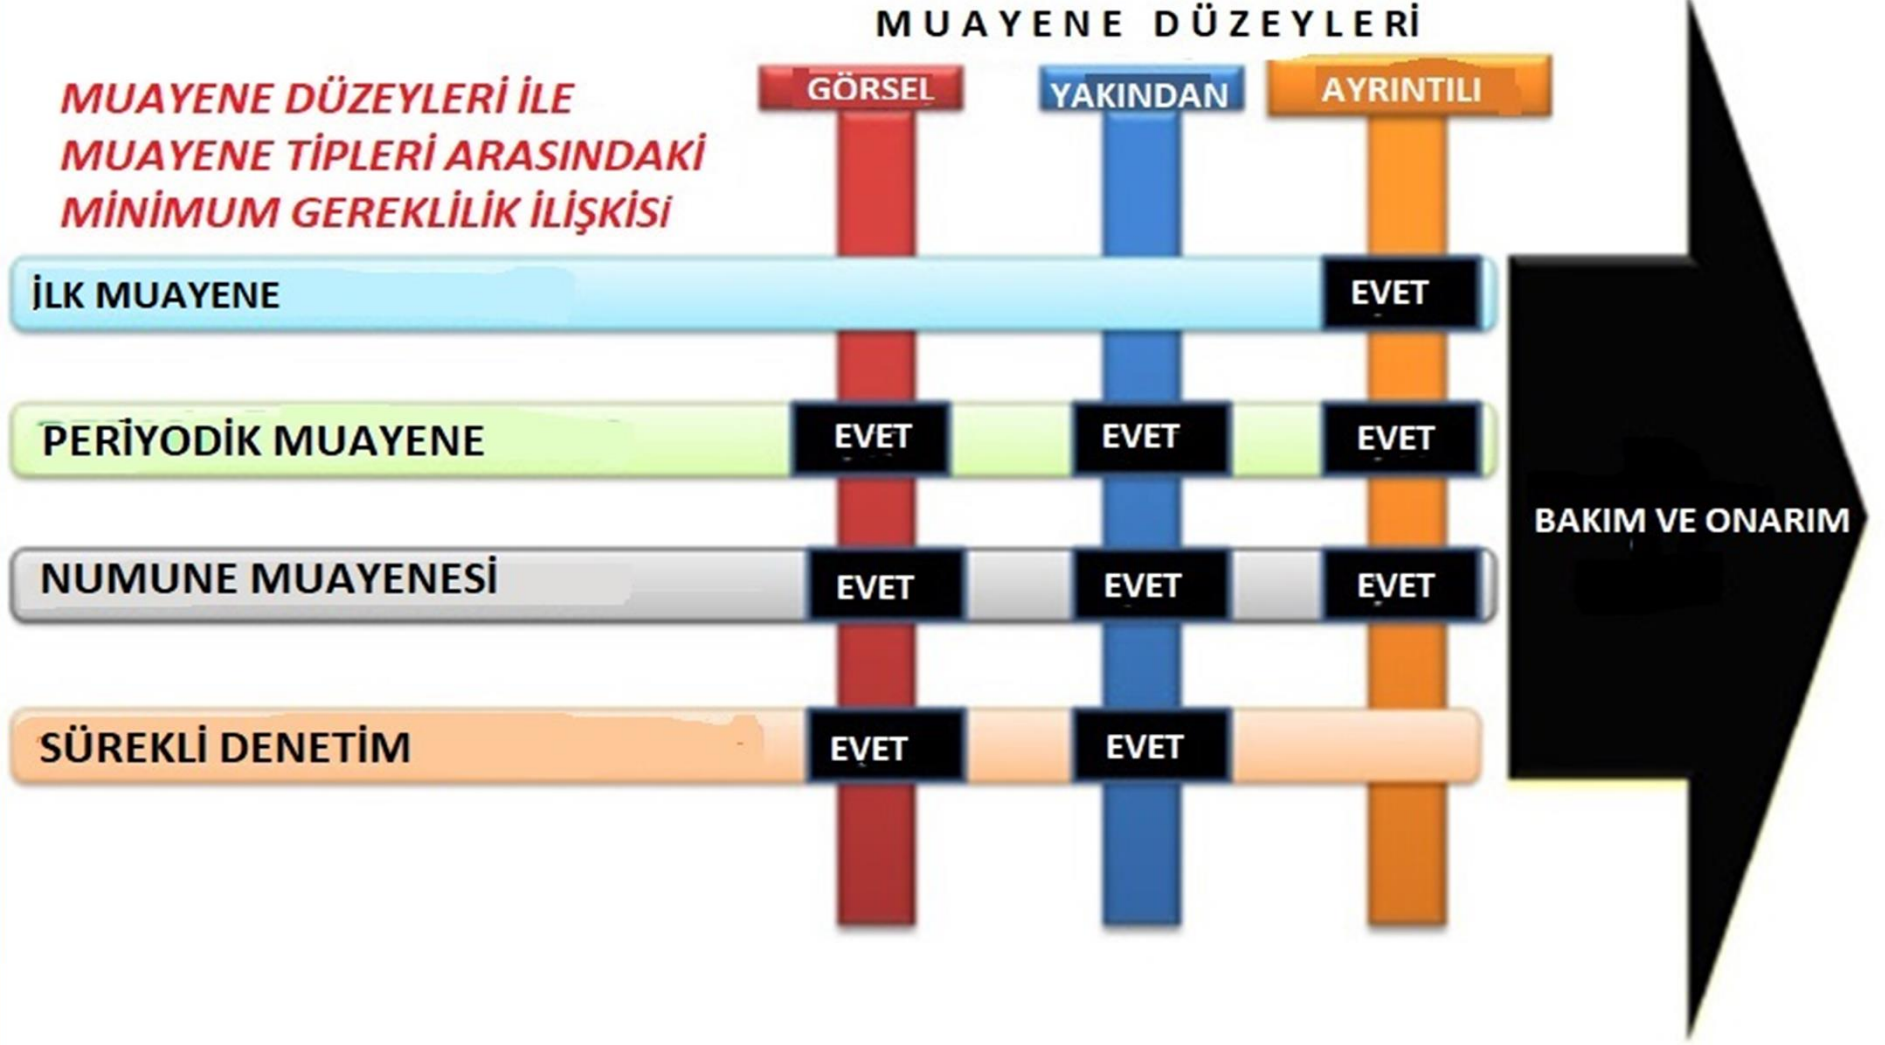 MUAYENE DÜZEYLERİ
MUAYENE DÜZEYLERİ İLE
MUAYENE TİPLERİ ARASINDAKİ
MİNİMUM GEREKLİLİK İLİŞKİSİ
GÖRSEL
YAKINDAN
AYRINTILI
İLK MUAYENE
EVET
PERİYODİK MUAYENE
EVET
EVET
EVET
NUMUNE MUAYENESİ
EVET
EVET
EVET
SÜREKLİ DENETİM
EVET
EVET
BAKIM VE ONARIM